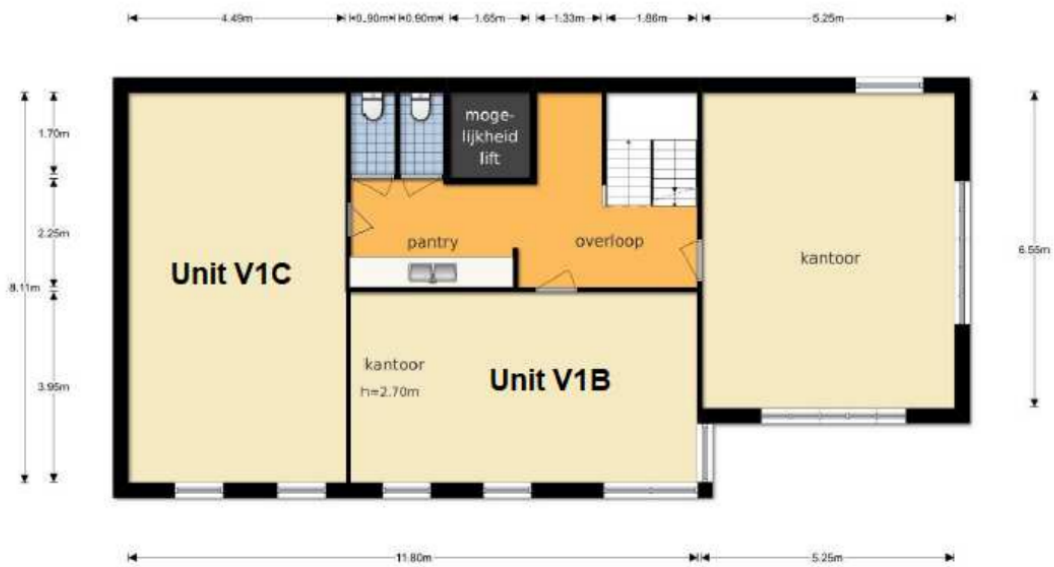 4.49m 0.90m 0.90m 1.65m 1.33m 1.86m 5.25m
1.70m
2.25m
8.11m
3.95m
6.55m
moge-
lijkheid
lift
pantry
overloop
kantoor
Unit V1C
kantoor
h=2.70m
Unit V1B
11.80m 5.25m